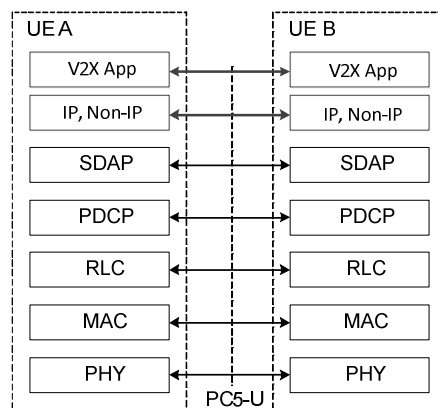 UE A
UE B
V2X App
V2X App
IP, Non-IP
IP, Non-IP
SDAP
SDAP
PDCP
PDCP
RLC
RLC
MAC
MAC
PHY
PHY
PC5-U